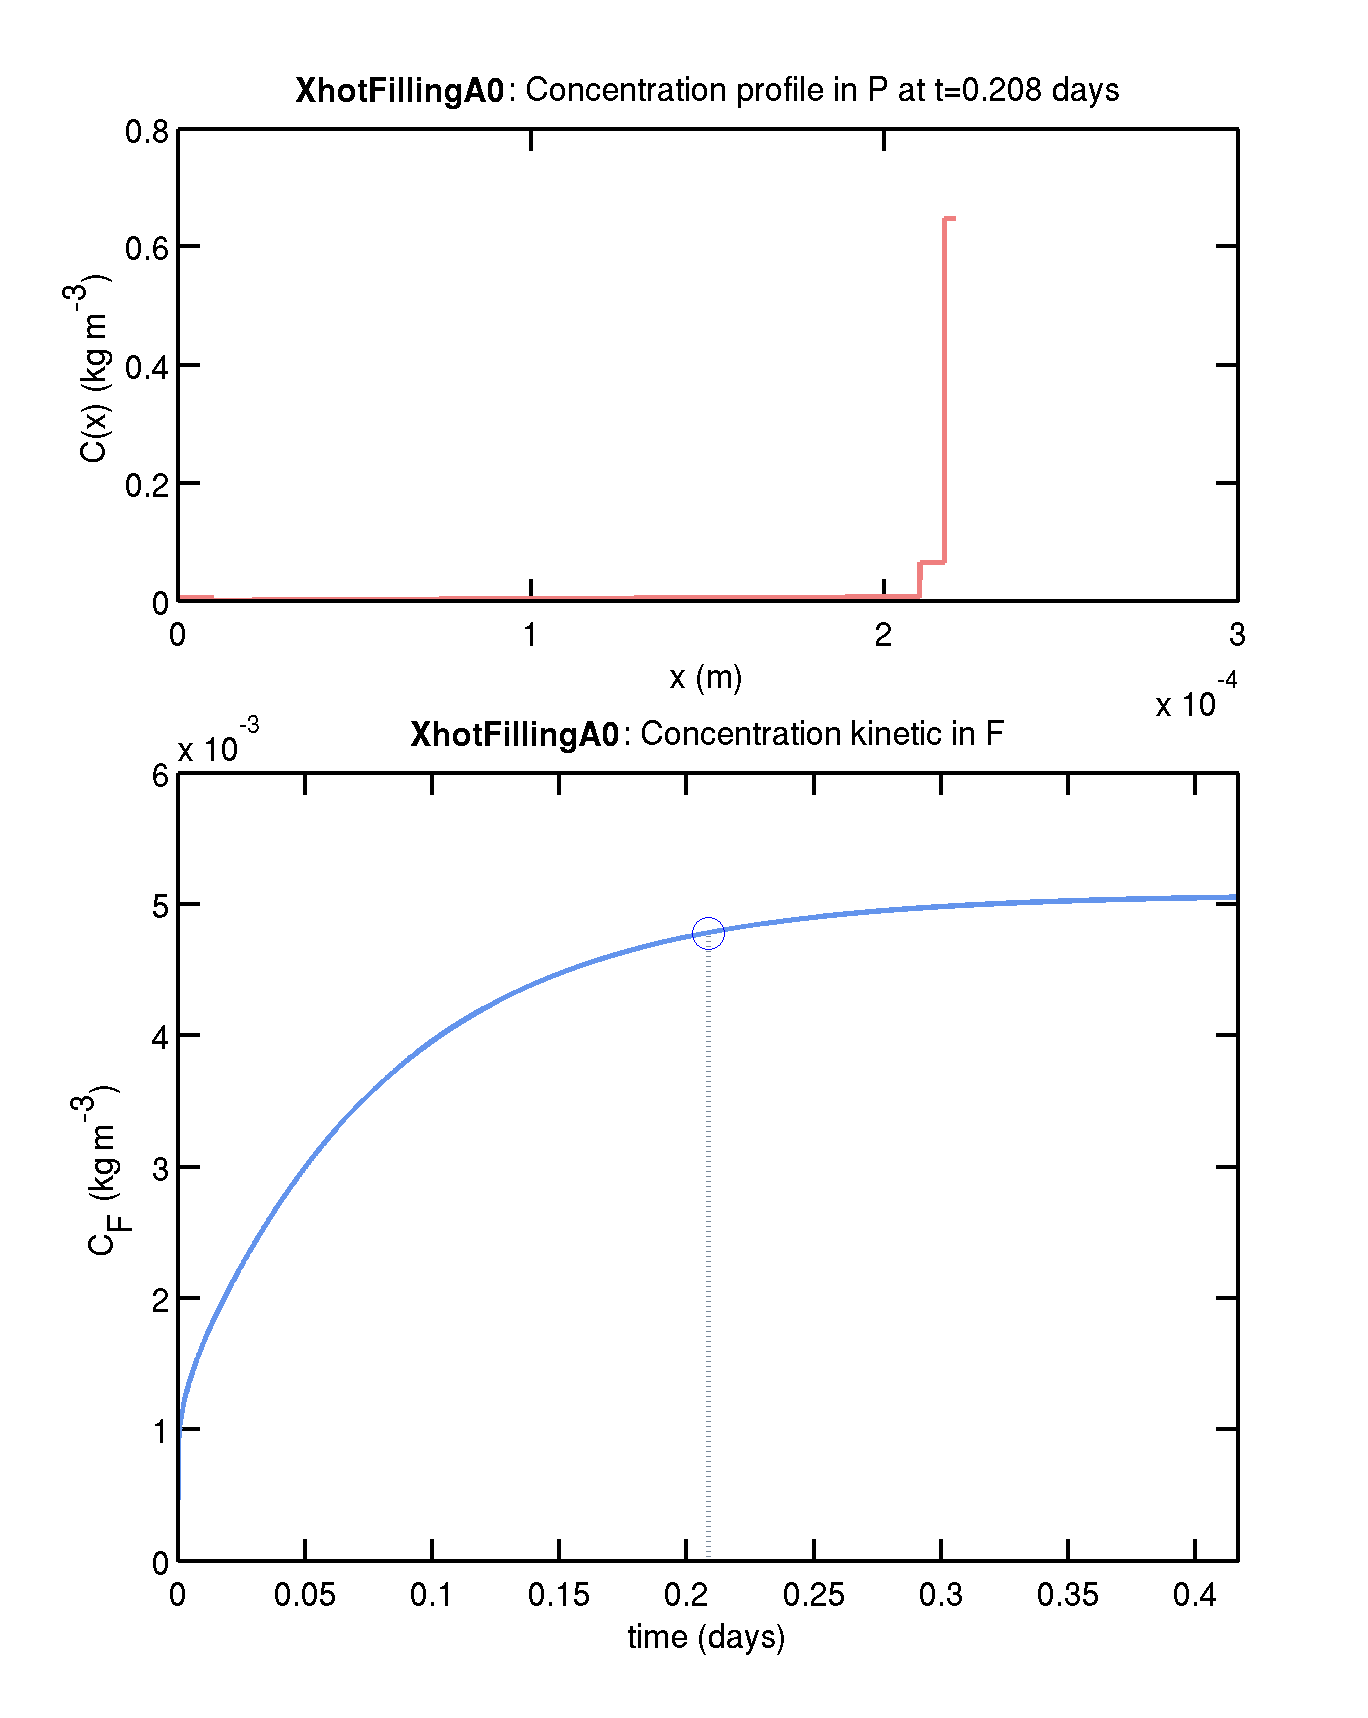 XhotFillingA0: Concentration profile in P at t=0.208 days
0.8
0.6
0.4
0.2
0
C(x) (kg m-3)
0 1 2 3
x (m)
x 10-4
XhotFillingA0: Concentration kinetic in F
x 10-3
6
5
4
3
2
1
0
CF (kg m-3)
0 0.05 0.1 0.15 0.2 0.25 0.3 0.35 0.4
time (days)